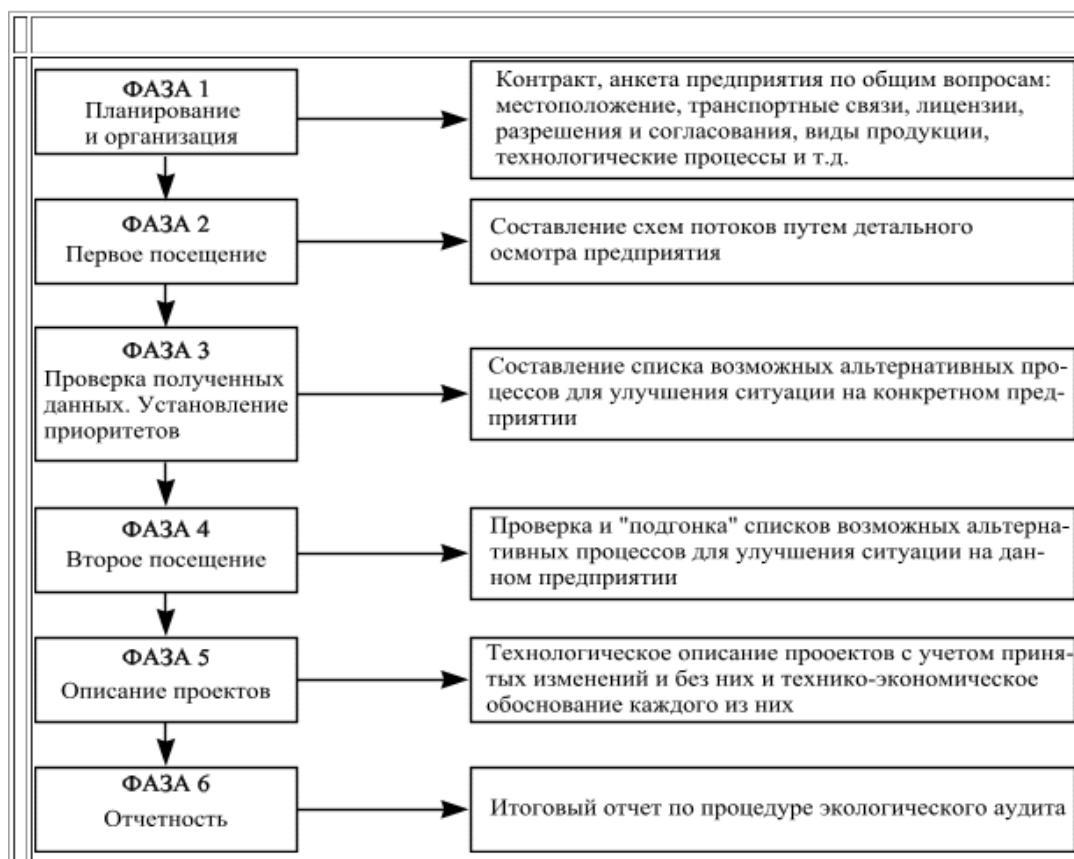 ФАЗА 1
Планирование
и организация
Контракт, анкета предприятия по общим вопросам:
местоположение, транспортные связи, лицензии,
разрешения и согласования, виды продукции,
технологические процессы и т.д.
ФАЗА 2
Первое посещение
Составление схем потоков путем детального
осмотра предприятия
ФАЗА 3
Проверка полученных
данных. Установление
приоритетов
Составление списка возможных альтернативных про-
цессов для улучшения ситуации на конкретном пред-
приятии
ФАЗА 4
Второе посещение
Проверка и "подгонка" списков возможных альтерна-
тивных процессов для улучшения ситуации на дан-
ном предприятии
ФАЗА 5
Описание проектов
Технологическое описание прооектов с учетом приня-
тых изменений и без них и технико-экономическое
обоснование каждого из них
ФАЗА 6
Отчетность
Итоговый отчет по процедуре экологического аудита